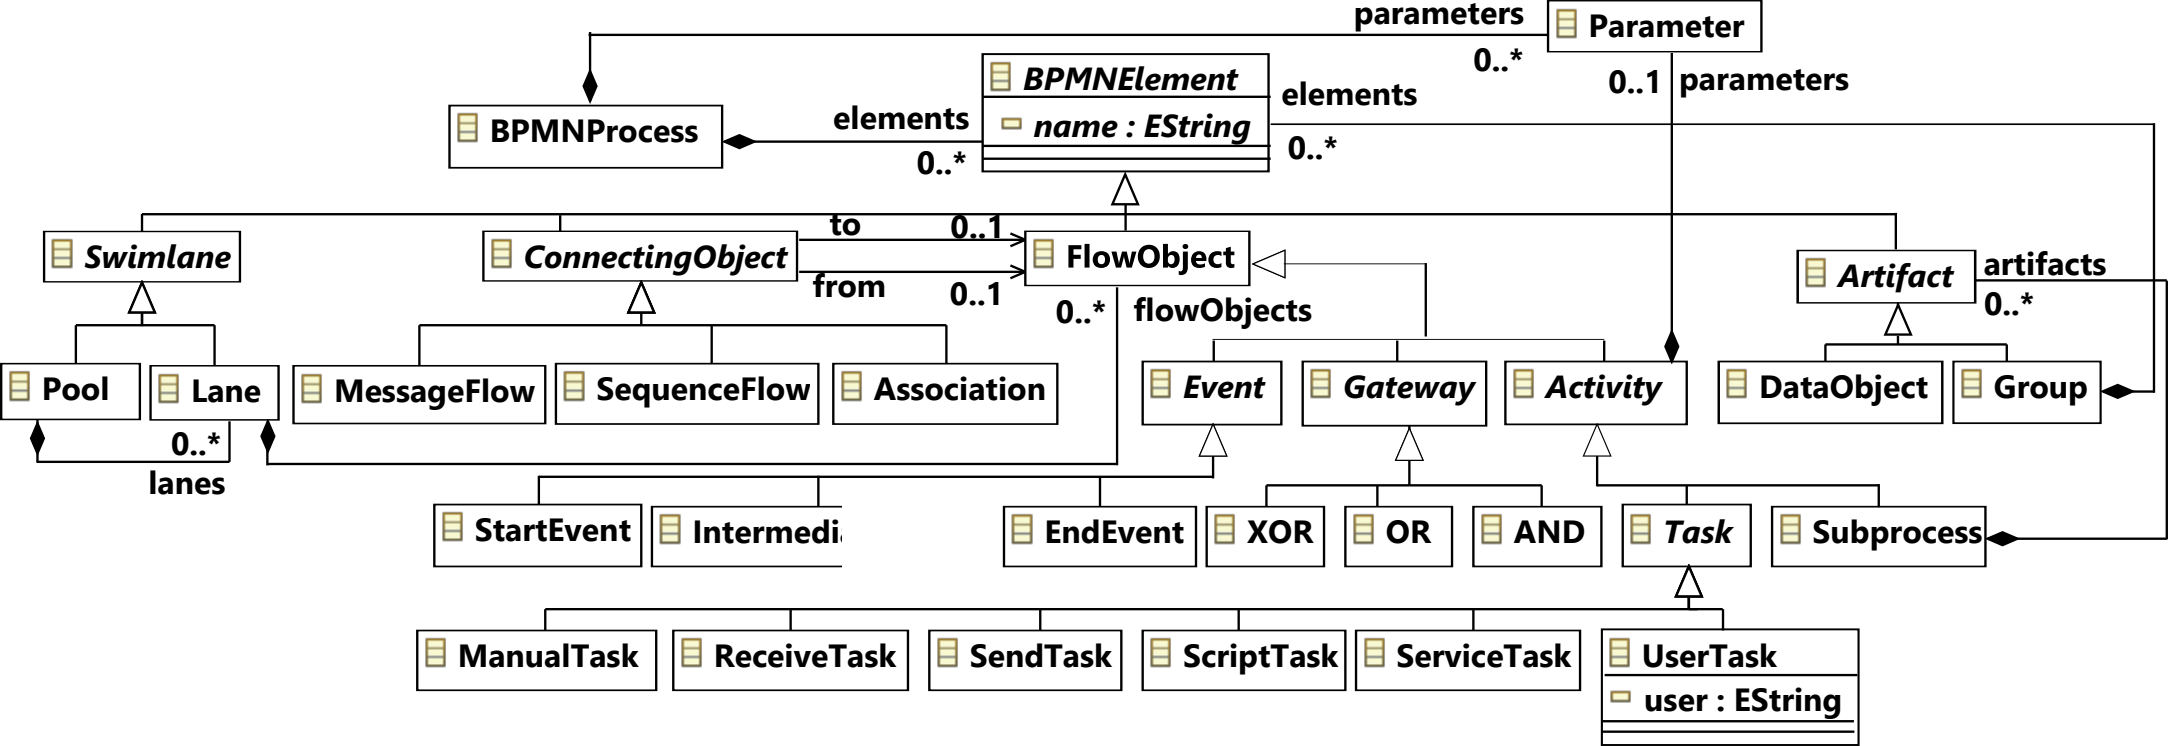 parameters
Parameter
0..*
0..1
parameters
BPMNElement
elements
name : EString
0..*
BPMNProcess
elements
0..*
Swimlane
ConnectingObject
to
0..1
from
0..1
FlowObject
0..*
flowObjects
Artifact
artifacts
0..*
Pool
Lane
MessageFlow
SequenceFlow
Association
Event
Gateway
Activity
DataObject
Group
0..*
lanes
StartEvent
Intermedi
EndEvent
XOR
OR
AND
Task
Subprocess
ManualTask
ReceiveTask
SendTask
ScriptTask
ServiceTask
UserTask
user : EString